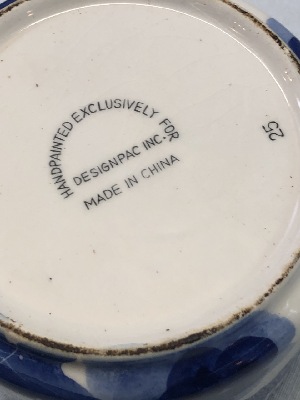 HANDPAINTED EXCLUSIVELY FOR
DESIGNPAC INC.
MADE IN CHINA
25